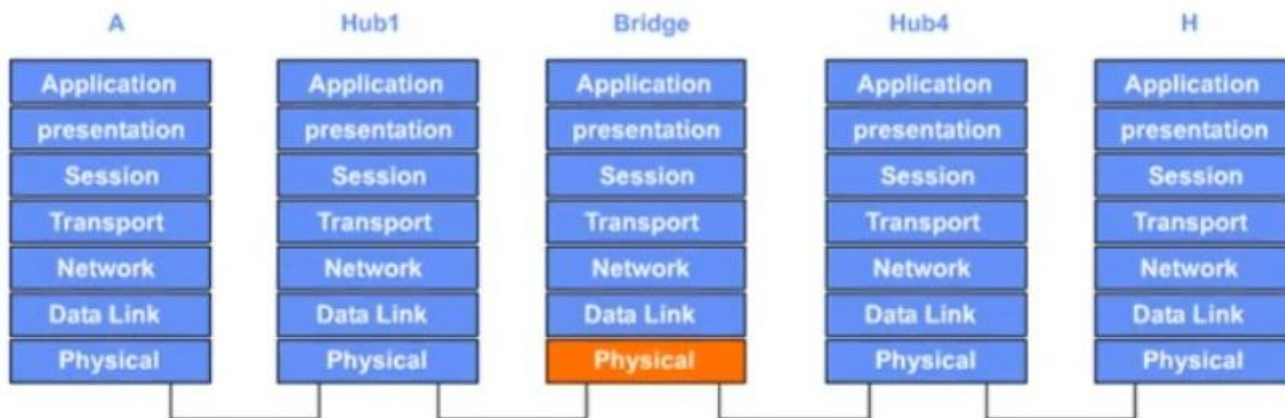 A Hub1 Bridge Hub4 H
Application Application Application Application Application
presentation presentation presentation presentation presentation
Session Session Session Session Session
Transport Transport Transport Transport Transport
Network Network Network Network Network
Data Link Data Link Data Link Data Link Data Link
Physical Physical Physical Physical Physical